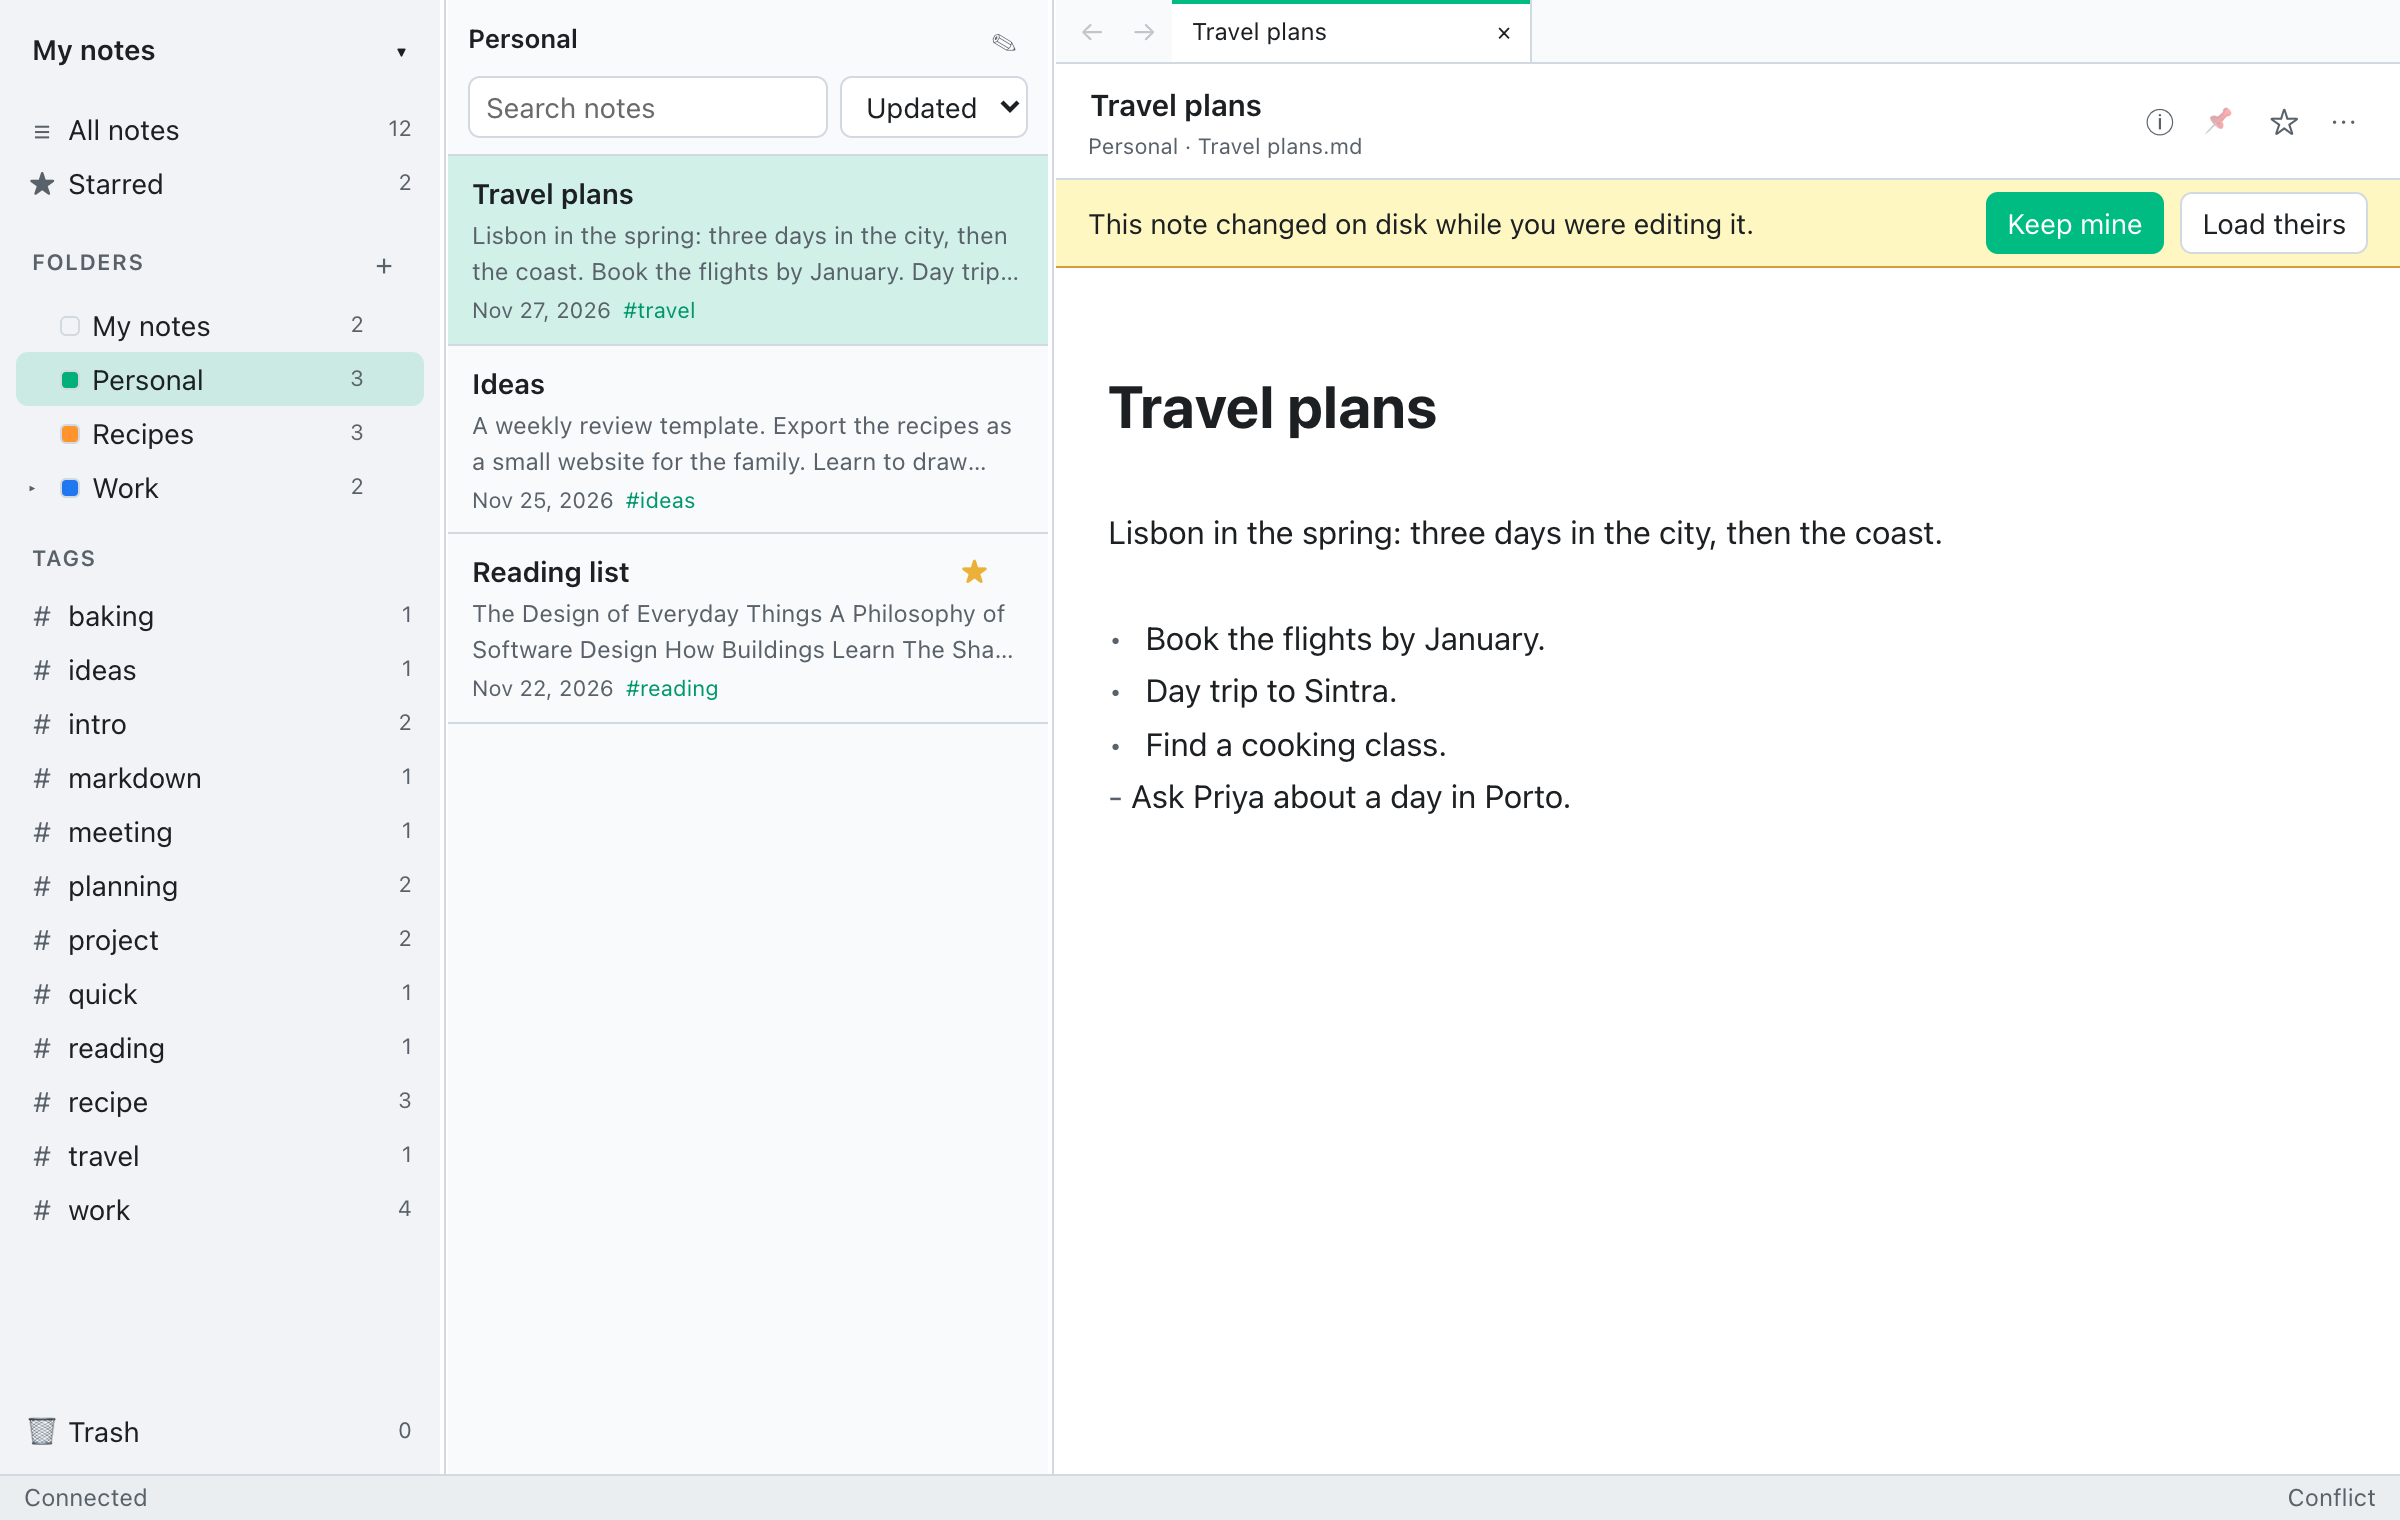 My notes
All notes 12
Starred 2
FOLDERS
My notes 2
Personal 3
Recipes 3
Work 2
TAGS
# baking 1
# ideas 1
# intro 2
# markdown 1
# meeting 1
# planning 2
# project 2
# quick 1
# reading 1
# recipe 3
# travel 1
# work 4
Trash 0
Personal
Search notes
Updated
Travel plans
Lisbon in the spring: three days in the city, then
the coast. Book the flights by January. Day trip...
Nov 27, 2026 #travel
Ideas
A weekly review template. Export the recipes as
a small website for the family. Learn to draw...
Nov 25, 2026 #ideas
Reading list
The Design of Everyday Things A Philosophy of
Software Design How Buildings Learn The Sha...
Nov 22, 2026 #reading
Travel plans
Travel plans
Personal · Travel plans.md
This note changed on disk while you were editing it.
Keep mine
Load theirs
Travel plans
Lisbon in the spring: three days in the city, then the coast.
• Book the flights by January.
• Day trip to Sintra.
• Find a cooking class.
- Ask Priya about a day in Porto.
Connected
Conflict